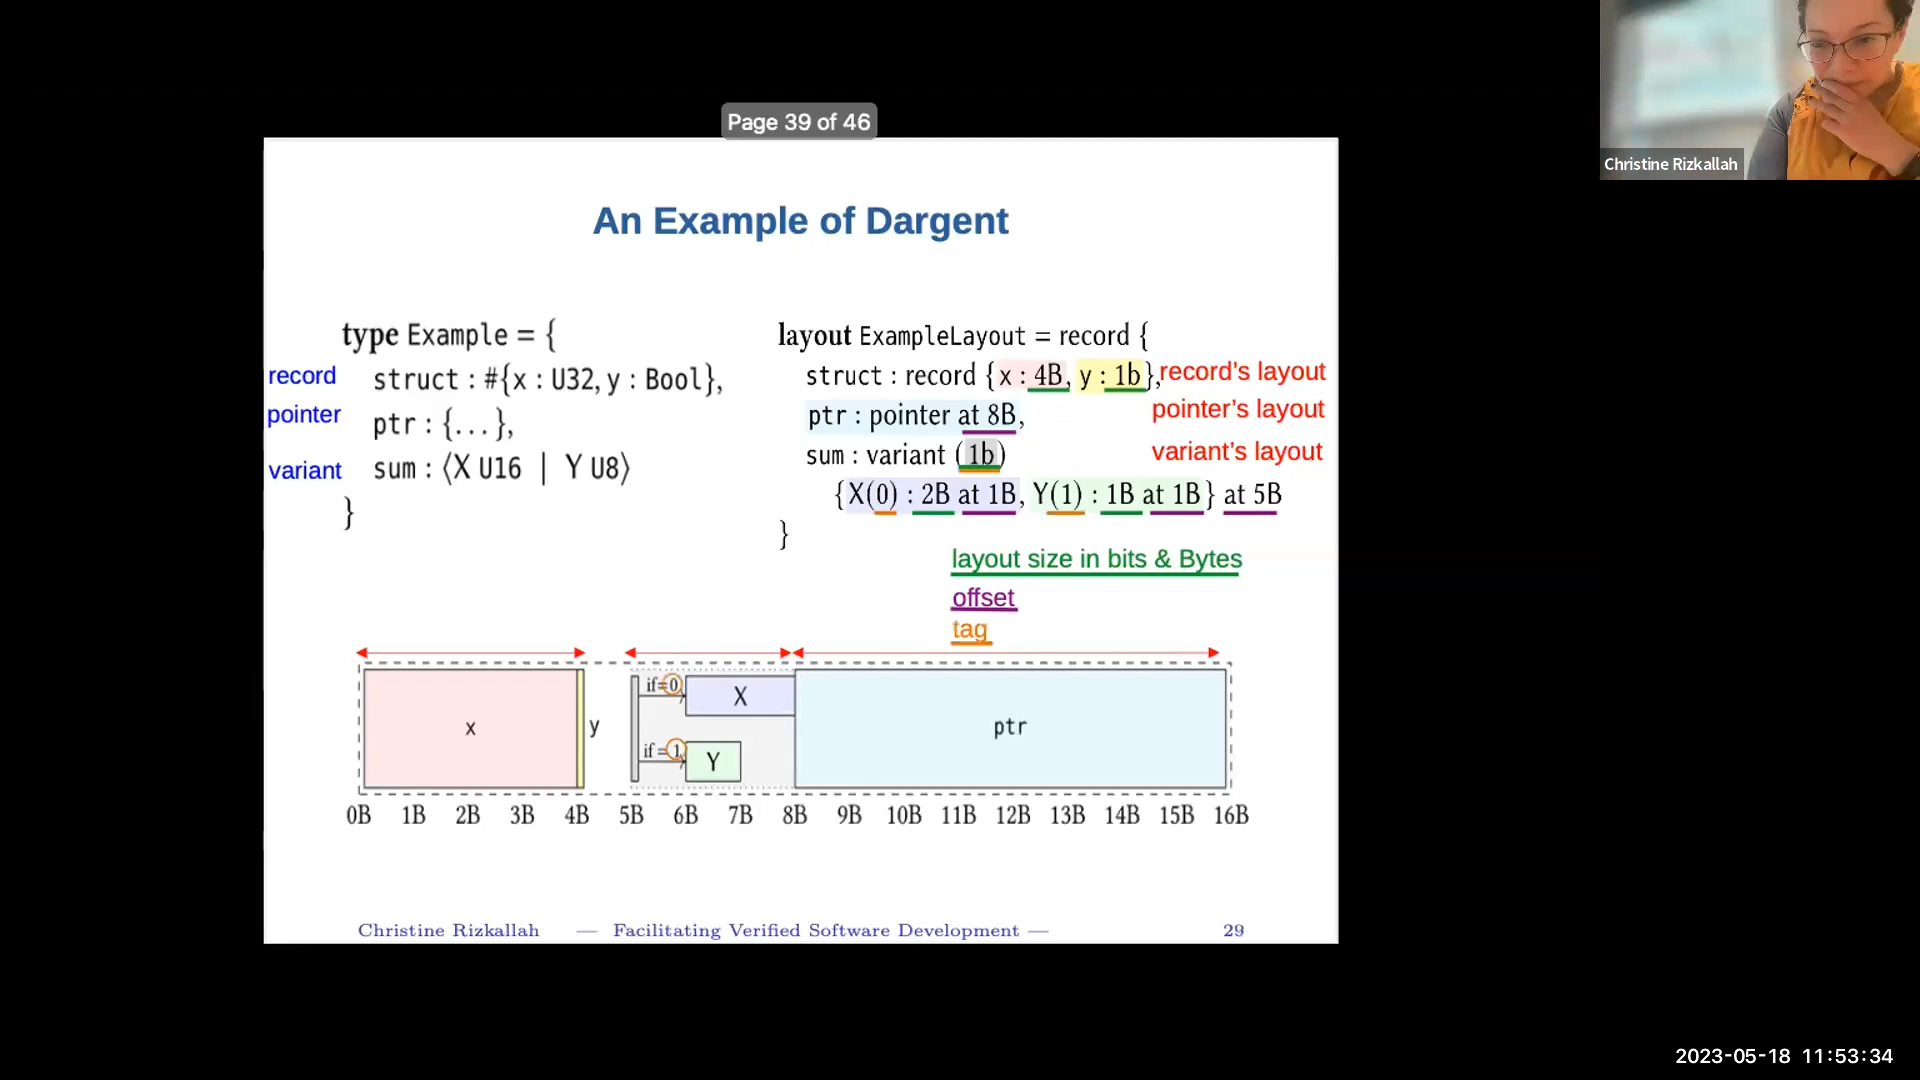 Page 39 of 46
Christine Rizkallah
An Example of Dargent
type Example = {
record struct : #{x : U32, y : Bool},
pointer ptr : {...},
variant sum : ⟨X U16 | Y U8⟩
}
layout ExampleLayout = record {
struct : record {x : 4B, y : 1b}, record's layout
ptr : pointer at 8B, pointer's layout
sum : variant (1b) variant's layout
{X(0) : 2B at 1B, Y(1) : 1B at 1B} at 5B
}
layout size in bits & Bytes
offset
tag
if=0 X
x y ptr
if=1 Y
0B 1B 2B 3B 4B 5B 6B 7B 8B 9B 10B 11B 12B 13B 14B 15B 16B
Christine Rizkallah — Facilitating Verified Software Development — 29
2023-05-18 11:53:34